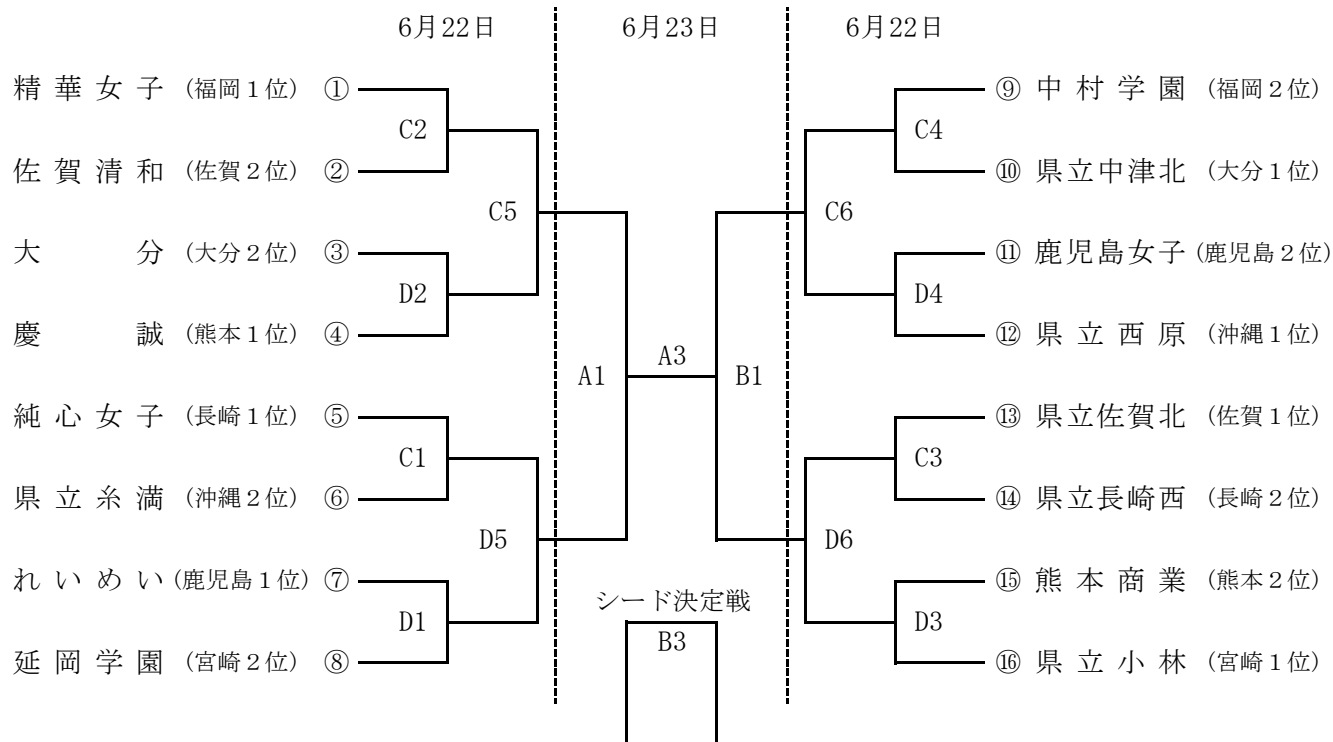 6月22日 6月23日 6月22日
精華女子 (福岡1位) ① ⑨ 中村学園 (福岡2位)
C2 C4
佐賀清和 (佐賀2位) ② ⑩ 県立中津北 (大分1位)
C5 C6
大分 (大分2位) ③ ⑪ 鹿児島女子 (鹿児島2位)
D2 D4
慶誠 (熊本1位) ④ ⑫ 県立西原 (沖縄1位)
A3
A1 B1
純心女子 (長崎1位) ⑤ ⑬ 県立佐賀北 (佐賀1位)
C1 C3
県立糸満 (沖縄2位) ⑥ ⑭ 県立長崎西 (長崎2位)
D5 D6
れいめい (鹿児島1位) ⑦ ⑮ 熊本商業 (熊本2位)
シード決定戦
D1 D3
B3
延岡学園 (宮崎2位) ⑧ ⑯ 県立小林 (宮崎1位)